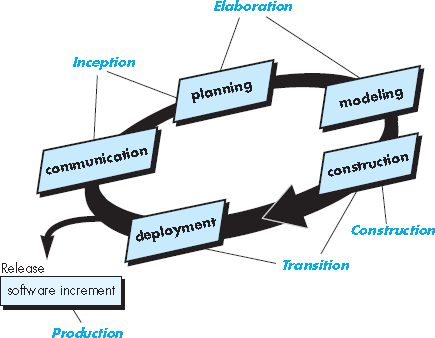 Elaboration
Inception
planning
modeling
communication
construction
deployment
Construction
Transition
Release
software increment
Production